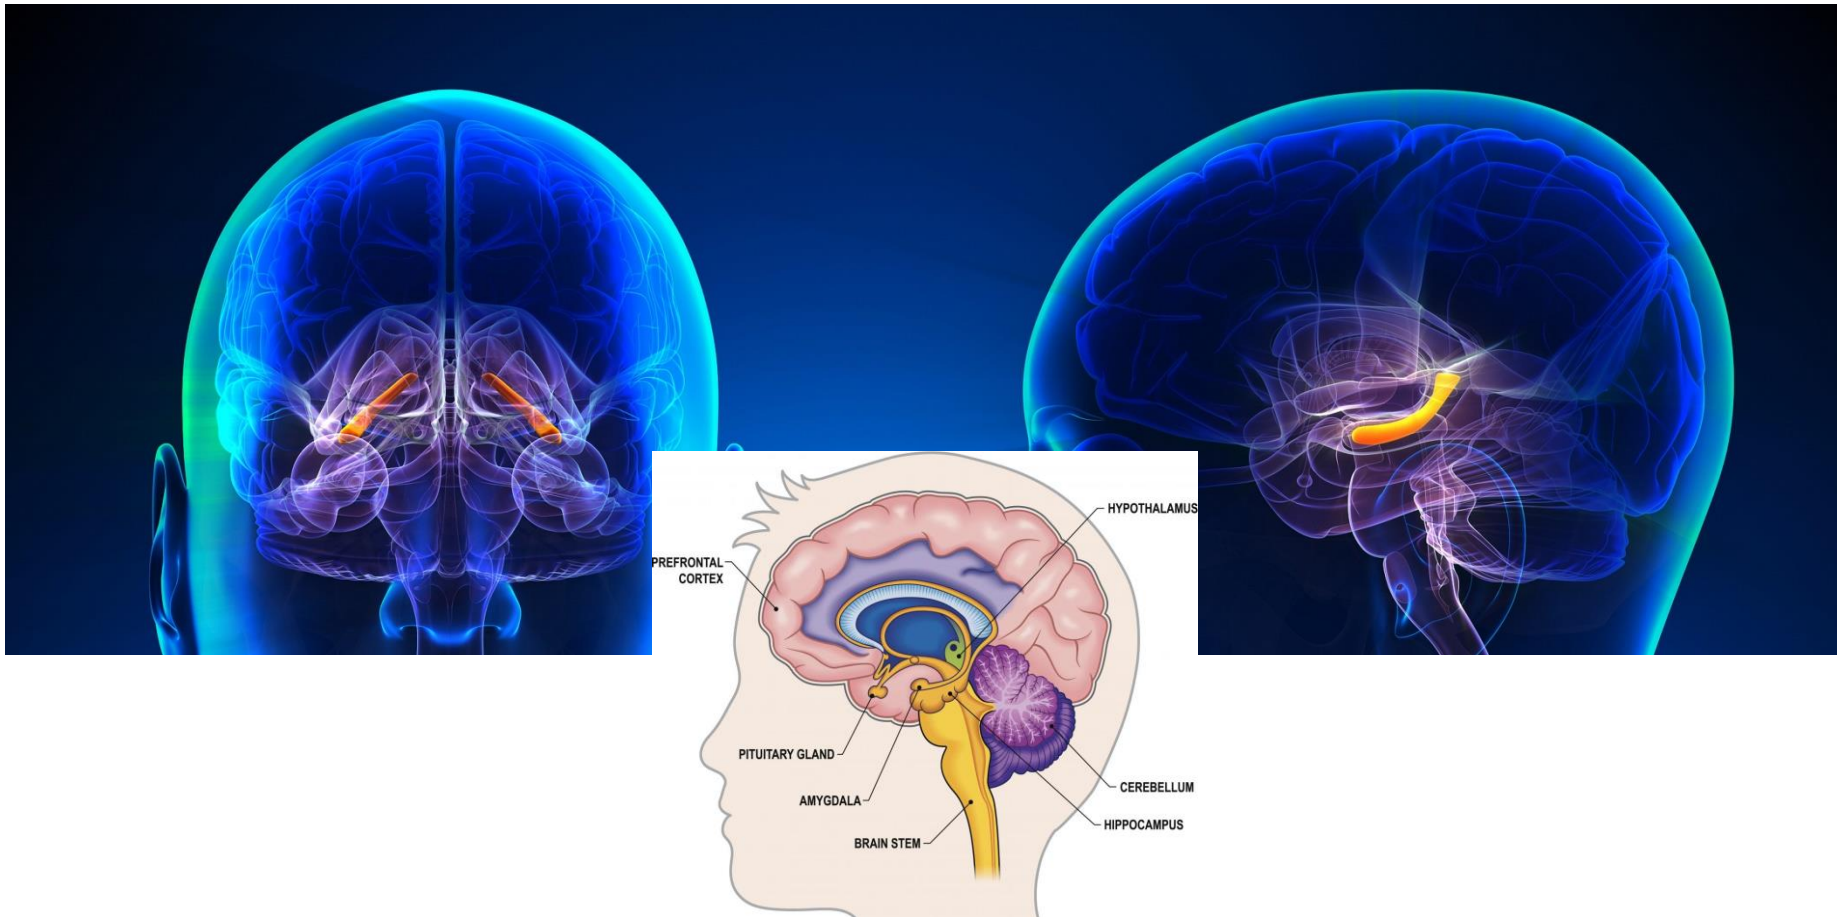 HYPOTHALAMUS
PREFRONTAL
CORTEX
PITUITARY GLAND
AMYGDALA
BRAIN STEM
CEREBELLUM
HIPPOCAMPUS